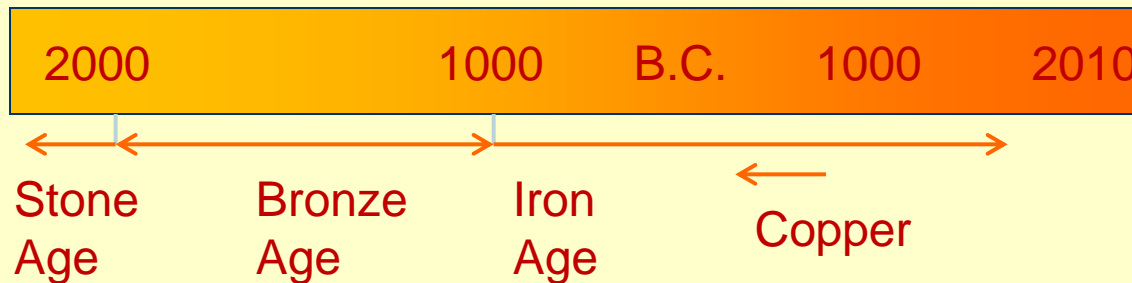 2000 1000 B.C. 1000 2010
Stone Bronze Iron
Copper
Age Age Age